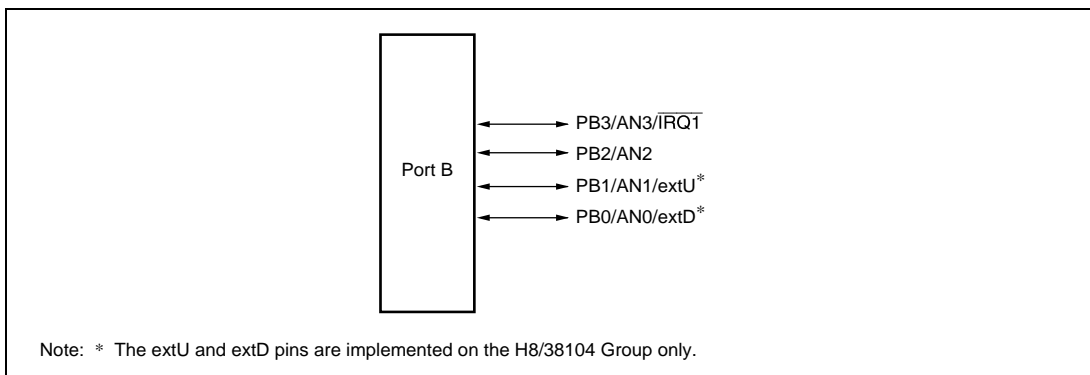 Port B
PB3/AN3/I̅R̅Q̅1̅
PB2/AN2
PB1/AN1/extU*
PB0/AN0/extD*
Note: * The extU and extD pins are implemented on the H8/38104 Group only.